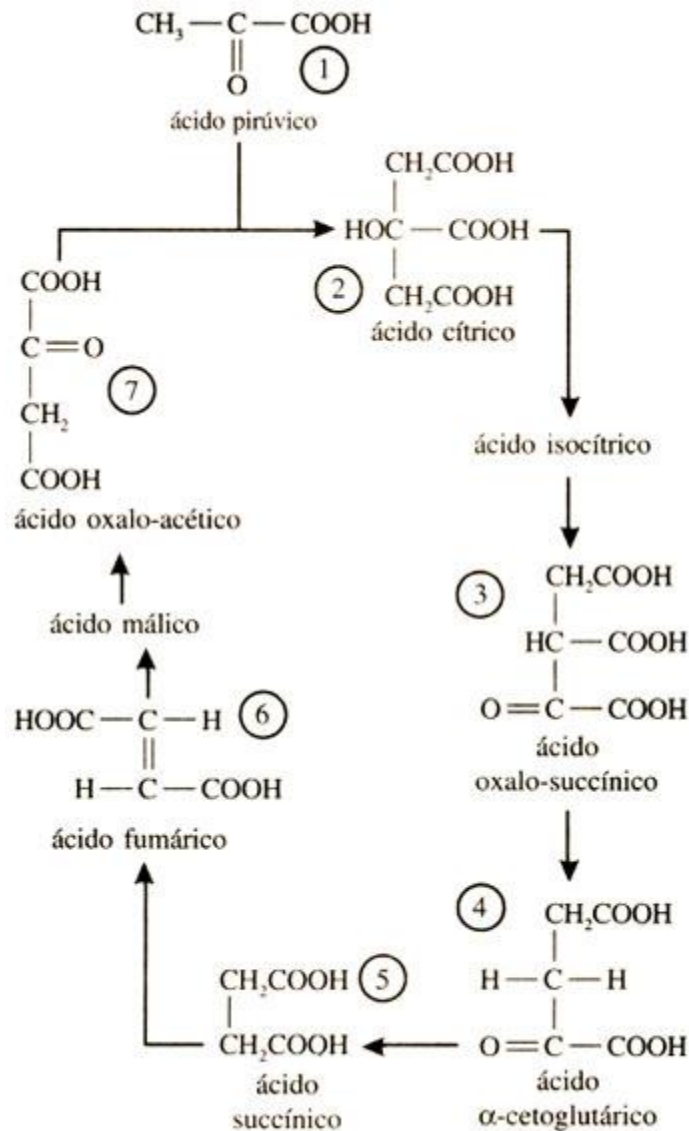 CH₃ — C — COOH
O
1
ácido pirúvico
CH₂COOH
HOC — COOH
2
CH₂COOH
ácido cítrico
COOH
C=O
7
CH₂
COOH
ácido oxalo-acético
ácido isocítrico
3
CH₂COOH
HC — COOH
O=C — COOH
ácido
oxalo-succínico
ácido málico
HOOC — C — H
6
H — C — COOH
ácido fumárico
4
CH₂COOH
H — C — H
O=C — COOH
ácido
α-cetoglutárico
CH₂COOH
5
CH₂COOH
ácido
succínico